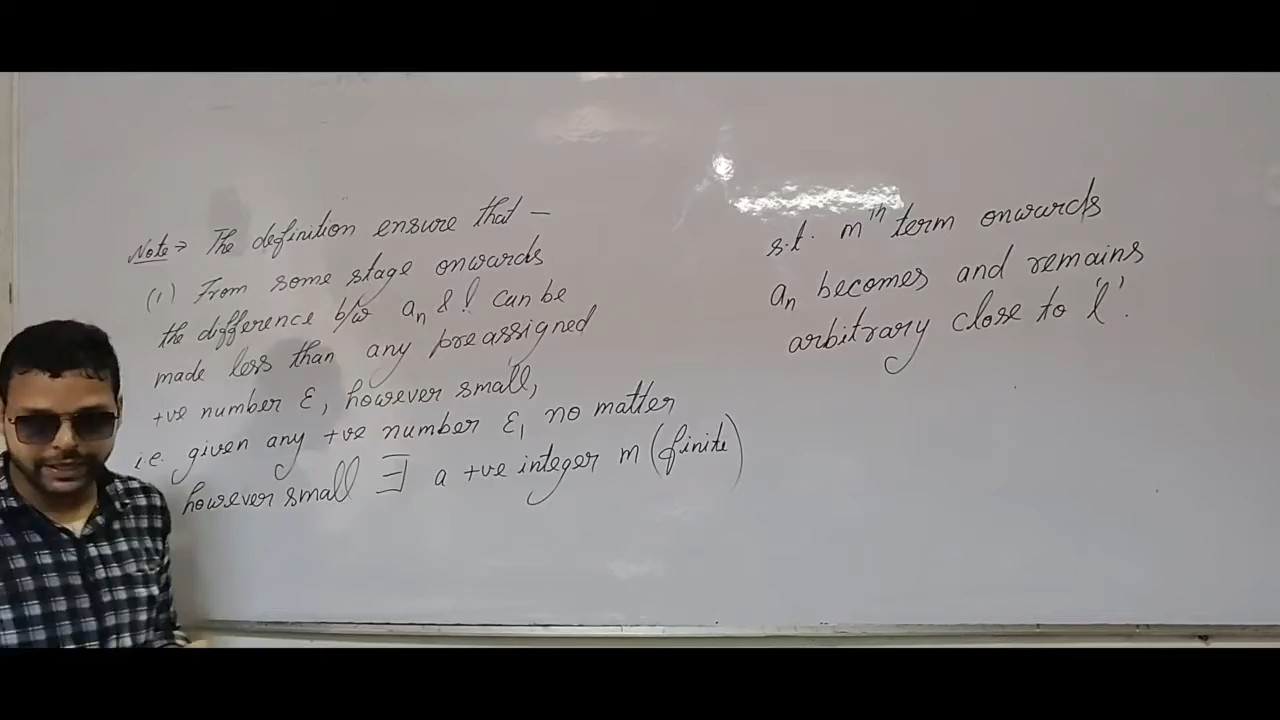 Note → The definition ensure that –
(1) From some stage onwards
the difference b/w an & l can be
made less than any preassigned
+ve number ε, however small,
i.e. given any +ve number ε, no matter
however small ∃ a +ve integer m (finite)
s.t. mth term onwards
an becomes and remains
arbitrary close to 'l'.